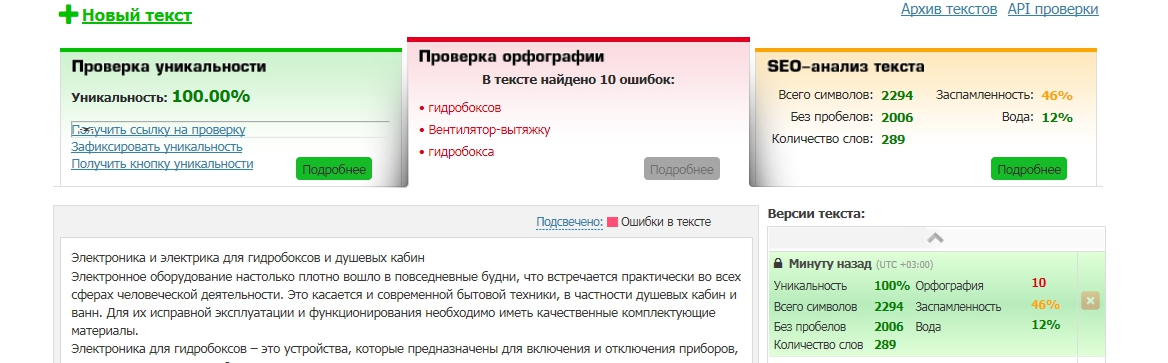 Новый текст
Архив текстов API проверки
Проверка уникальности
Уникальность: 100.00%
Получить ссылку на проверку
Зафиксировать уникальность
Получить кнопку уникальности
Подробнее
Проверка орфографии
В тексте найдено 10 ошибок:
• гидробоксов
• Вентилятор-вытяжку
• гидробокса
Подробнее
SEO-анализ текста
Всего символов: 2294 Заспамленность: 46%
Без пробелов: 2006 Вода: 12%
Количество слов: 289
Подробнее
Подсвечено: Ошибки в тексте
Электроника и электрика для гидробоксов и душевых кабин
Электронное оборудование настолько плотно вошло в повседневные будни, что встречается практически во всех
сферах человеческой деятельности. Это касается и современной бытовой техники, в частности душевых кабин и
ванн. Для их исправной эксплуатации и функционирования необходимо иметь качественные комплектующие
материалы.
Электроника для гидробоксов – это устройства, которые предназначены для включения и отключения приборов,
Версии текста:
Минуту назад (UTC +03:00)
Уникальность 100% Орфография 10
Всего символов 2294 Заспамленность 46%
Без пробелов 2006 Вода 12%
Количество слов 289